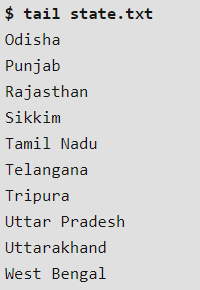 $ tail state.txt
Odisha
Punjab
Rajasthan
Sikkim
Tamil Nadu
Telangana
Tripura
Uttar Pradesh
Uttarakhand
West Bengal